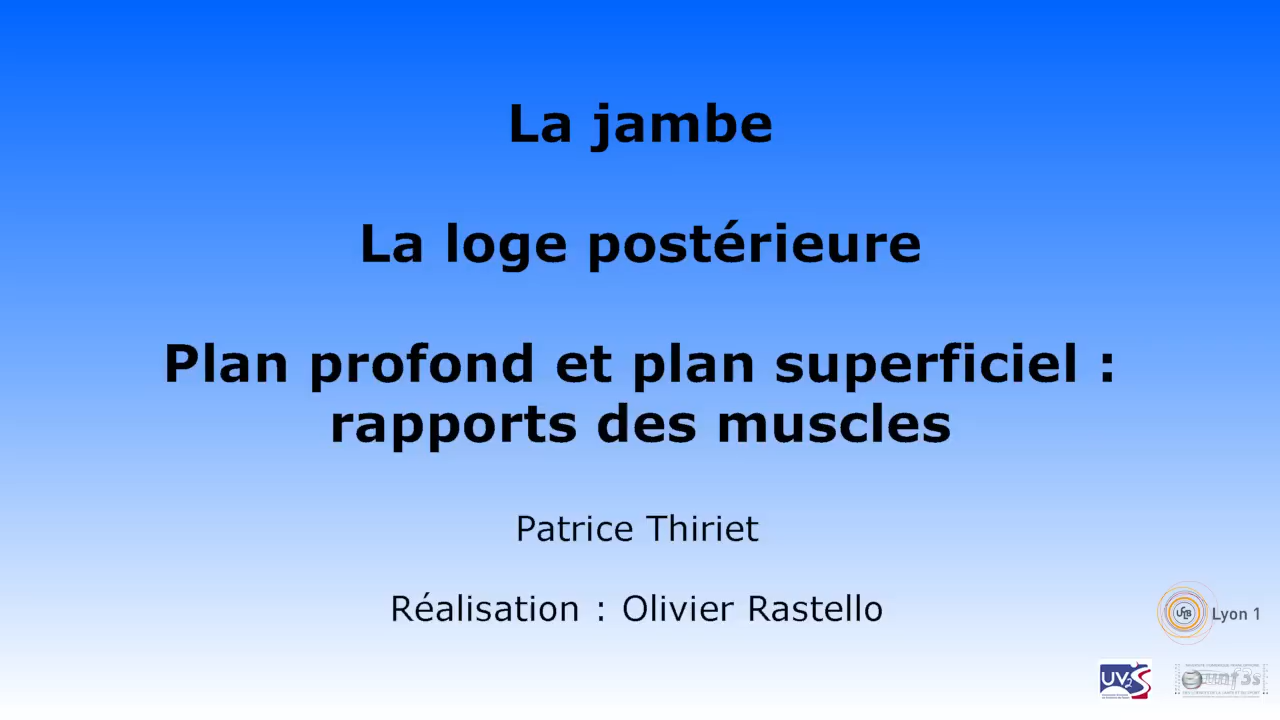 La jambe
La loge postérieure
Plan profond et plan superficiel :
rapports des muscles
Patrice Thiriet
Réalisation : Olivier Rastello
Lyon 1
UV2S
unf3s